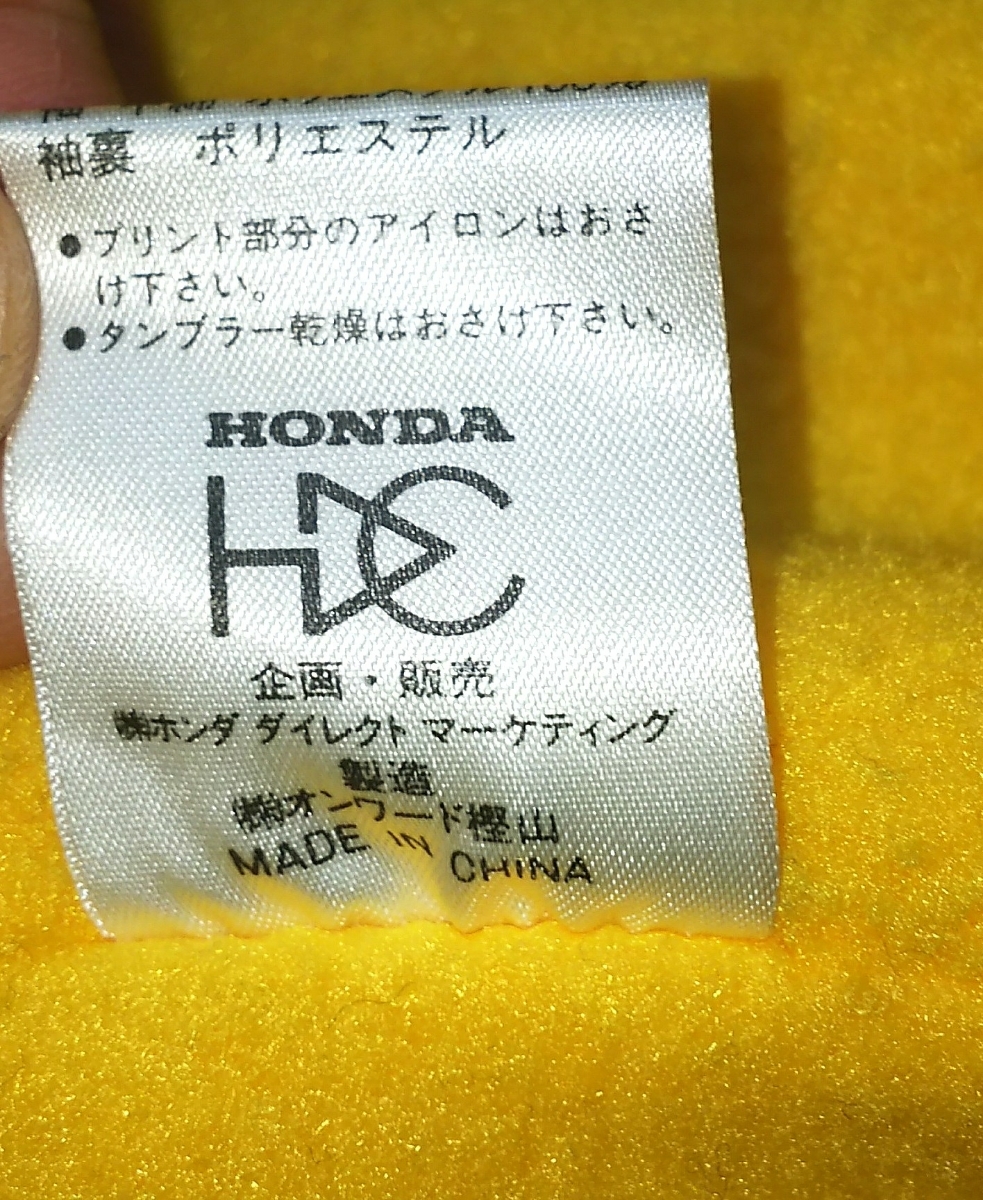 袖裏　ポリエステル
●プリント部分のアイロンはおさ
け下さい。
●タンブラー乾燥はおさけ下さい。
HONDA
HDC
企画・販売
㈱ホンダ ダイレクト マーケティング
製造
㈱オンワード樫山
MADE IN CHINA